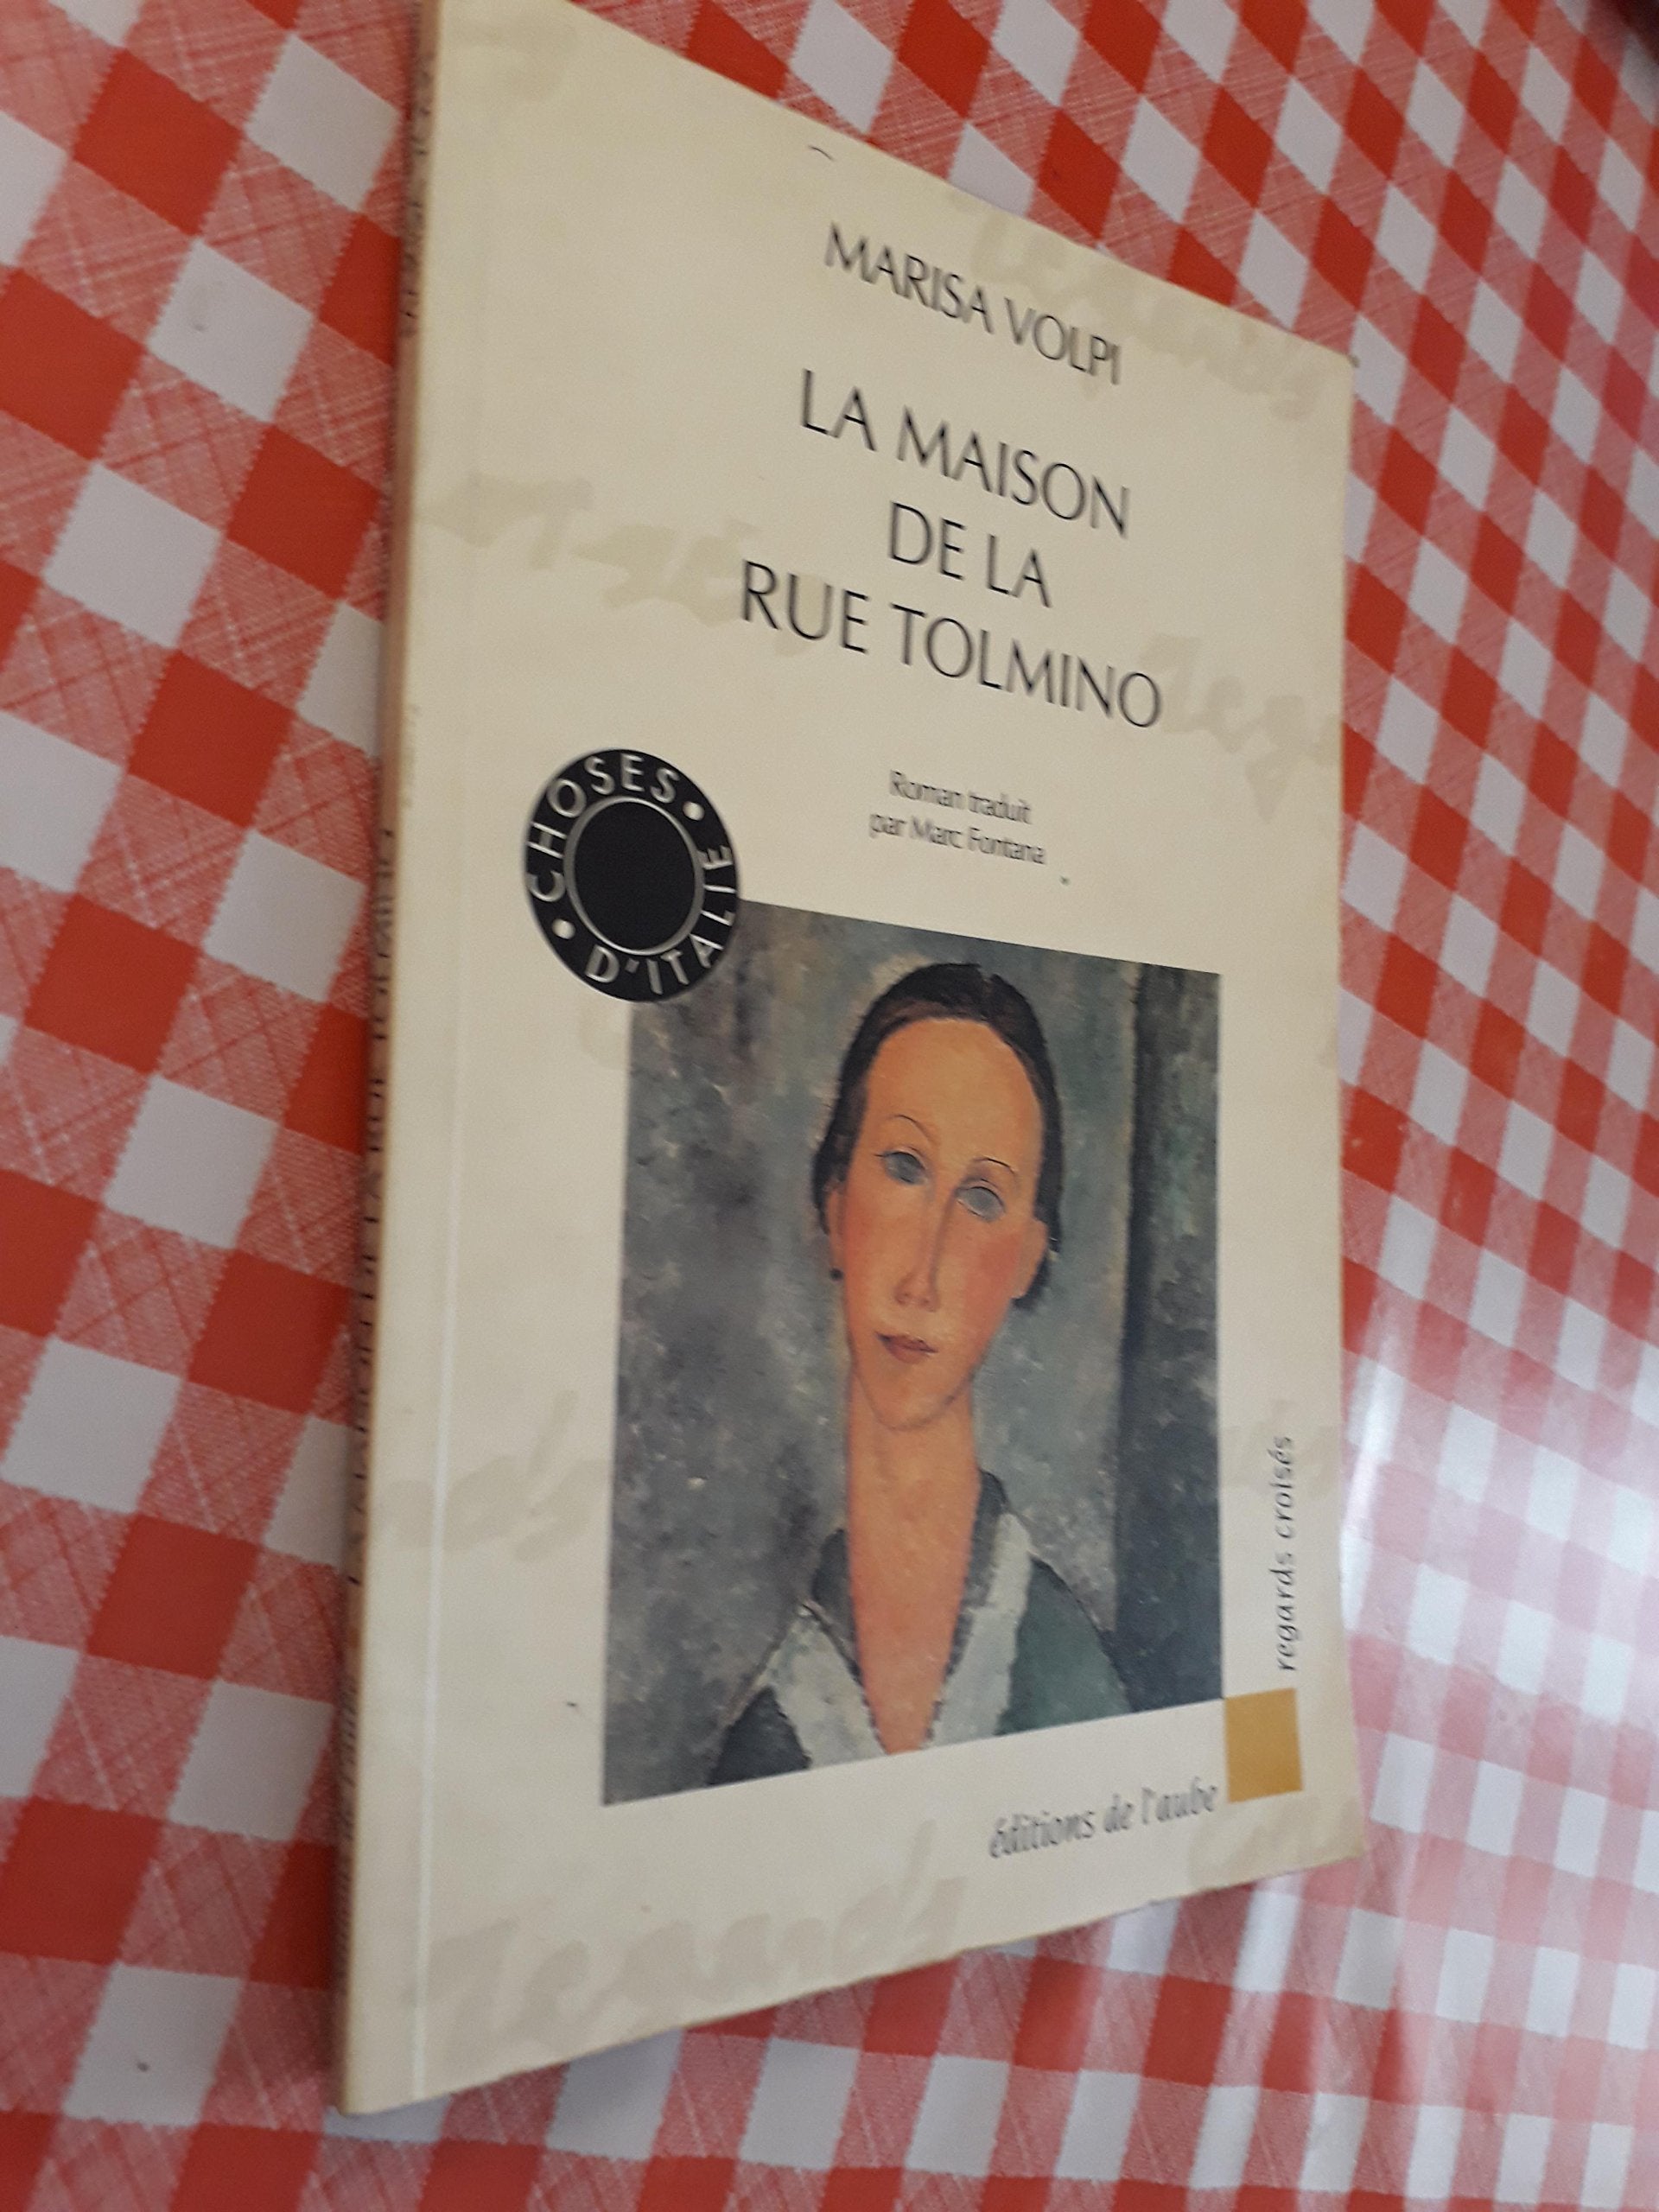 MARISA VOLPI
LA MAISON
DE LA
RUE TOLMINO
Roman traduit
par Marc Fontana
• CHOSES •
D'ITALIE
regards croisés
éditions de l'aube